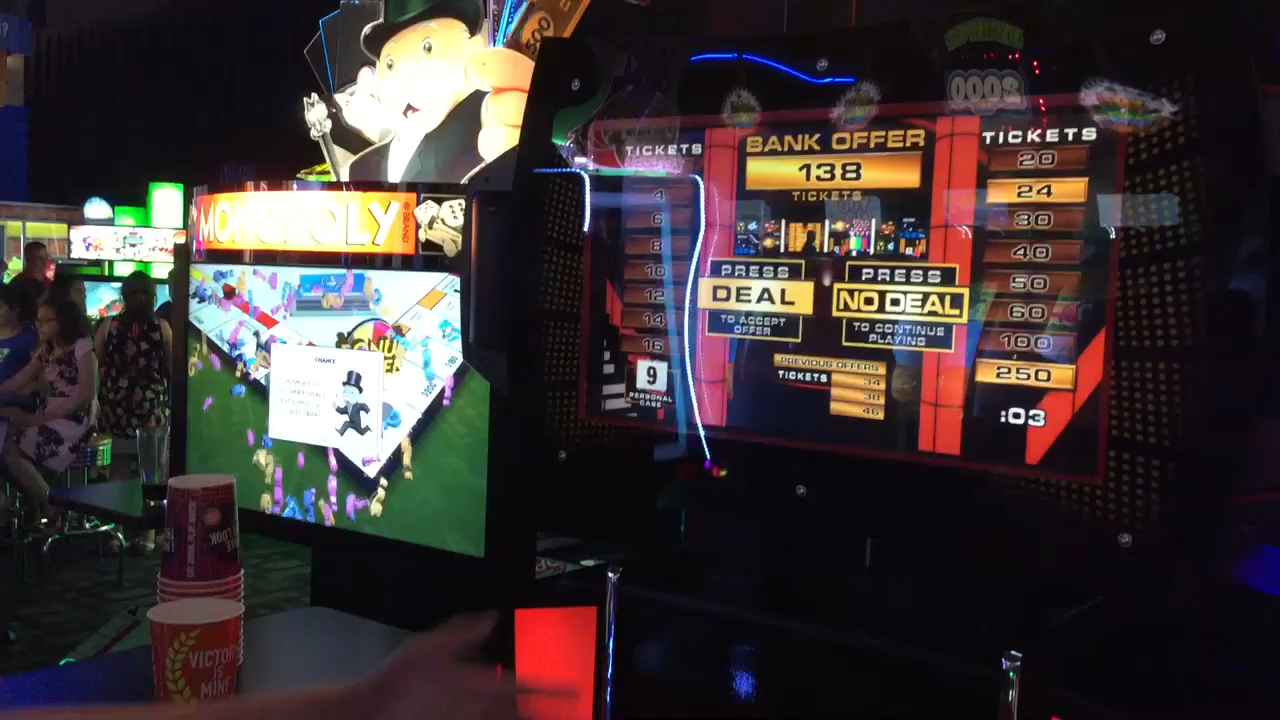 500
MONOPOLY
CHANCE
VICTORY
IS
MINE
TICKETS
4
6
8
10
12
14
16
9
PERSONAL
CASE
BANK OFFER
138
TICKETS
PRESS
DEAL
TO ACCEPT
OFFER
PRESS
NO DEAL
TO CONTINUE
PLAYING
PREVIOUS OFFERS
TICKETS 34
38
46
TICKETS
20
24
30
40
50
60
100
250
:03